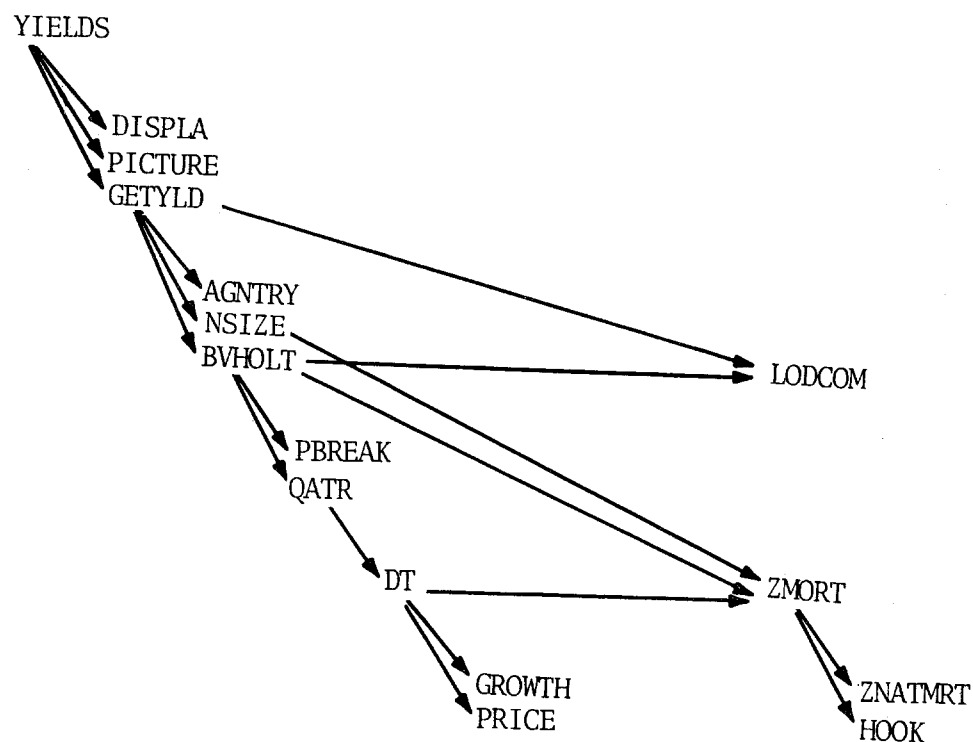 YIELDS
DISPLA
PICTURE
GETYLD
AGNTRY
NSIZE
BVHOLT
LODCOM
PBREAK
QATR
DT
ZMORT
GROWTH
PRICE
ZNATMRT
HOOK